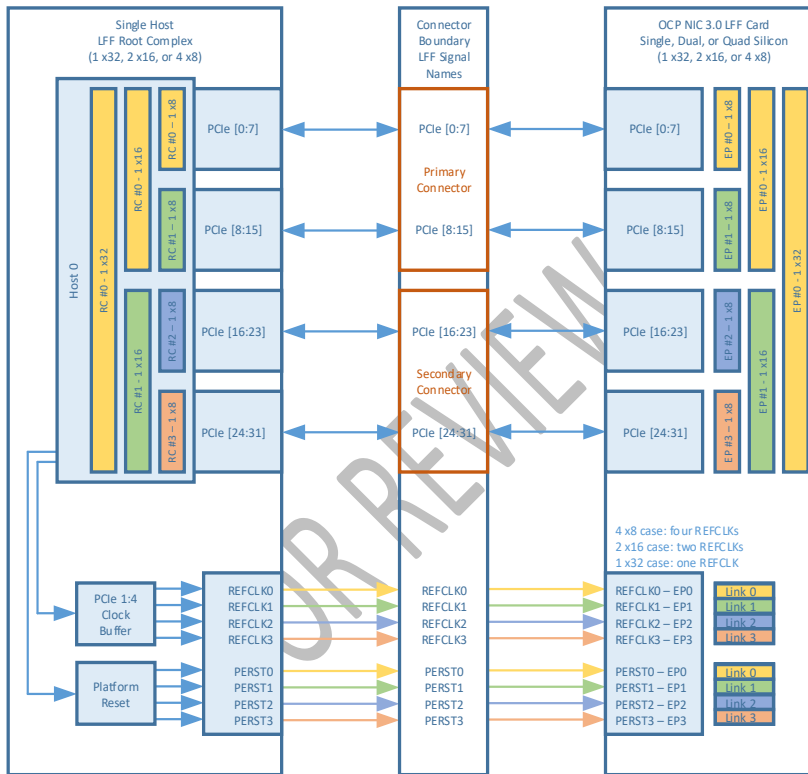 Single Host
LFF Root Complex
(1 x32, 2 x16, or 4 x8)
Connector
Boundary
LFF Signal
Names
OCP NIC 3.0 LFF Card
Single, Dual, or Quad Silicon
(1 x32, 2 x16, or 4 x8)
Host 0
RC #0 - 1 x32
RC #0 – 1 x16
RC #1 - 1 x16
RC #0 – 1 x8
RC #1 – 1 x8
RC #2 – 1 x8
RC #3 – 1 x8
PCIe [0:7]
PCIe [8:15]
PCIe [16:23]
PCIe [24:31]
PCIe [0:7]
Primary
Connector
PCIe [8:15]
PCIe [16:23]
Secondary
Connector
PCIe [24:31]
PCIe [0:7]
PCIe [8:15]
PCIe [16:23]
PCIe [24:31]
EP #0 – 1 x8
EP #1 – 1 x8
EP #2 – 1 x8
EP #3 – 1 x8
EP #0 - 1 x16
EP #1 - 1 x16
EP #0 - 1 x32
4 x8 case: four REFCLKs
2 x16 case: two REFCLKs
1 x32 case: one REFCLK
PCIe 1:4
Clock
Buffer
REFCLK0
REFCLK1
REFCLK2
REFCLK3
REFCLK0
REFCLK1
REFCLK2
REFCLK3
REFCLK0 – EP0
REFCLK1 – EP1
REFCLK2 – EP2
REFCLK3 – EP3
Link 0
Link 1
Link 2
Link 3
Platform
Reset
PERST0
PERST1
PERST2
PERST3
PERST0
PERST1
PERST2
PERST3
PERST0 – EP0
PERST1 – EP1
PERST2 – EP2
PERST3 – EP3
Link 0
Link 1
Link 2
Link 3
OR REVIEW